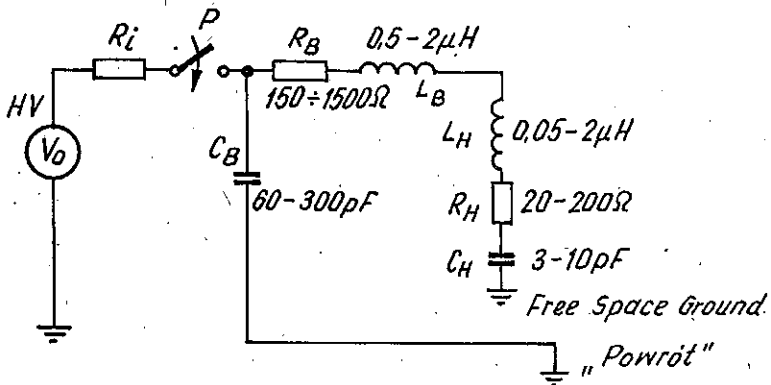 Ri
P
RB
0,5-2μH
150÷1500Ω
LB
HV
V0
CB
60-300pF
LH
0,05-2μH
RH
20-200Ω
CH
3-10pF
Free Space Ground
„Powrót"